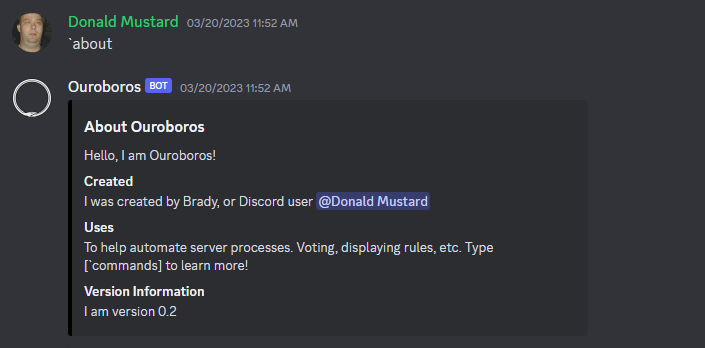 Donald Mustard 03/20/2023 11:52 AM
`about
Ouroboros BOT 03/20/2023 11:52 AM
About Ouroboros
Hello, I am Ouroboros!
Created
I was created by Brady, or Discord user @Donald Mustard
Uses
To help automate server processes. Voting, displaying rules, etc. Type
[`commands] to learn more!
Version Information
I am version 0.2